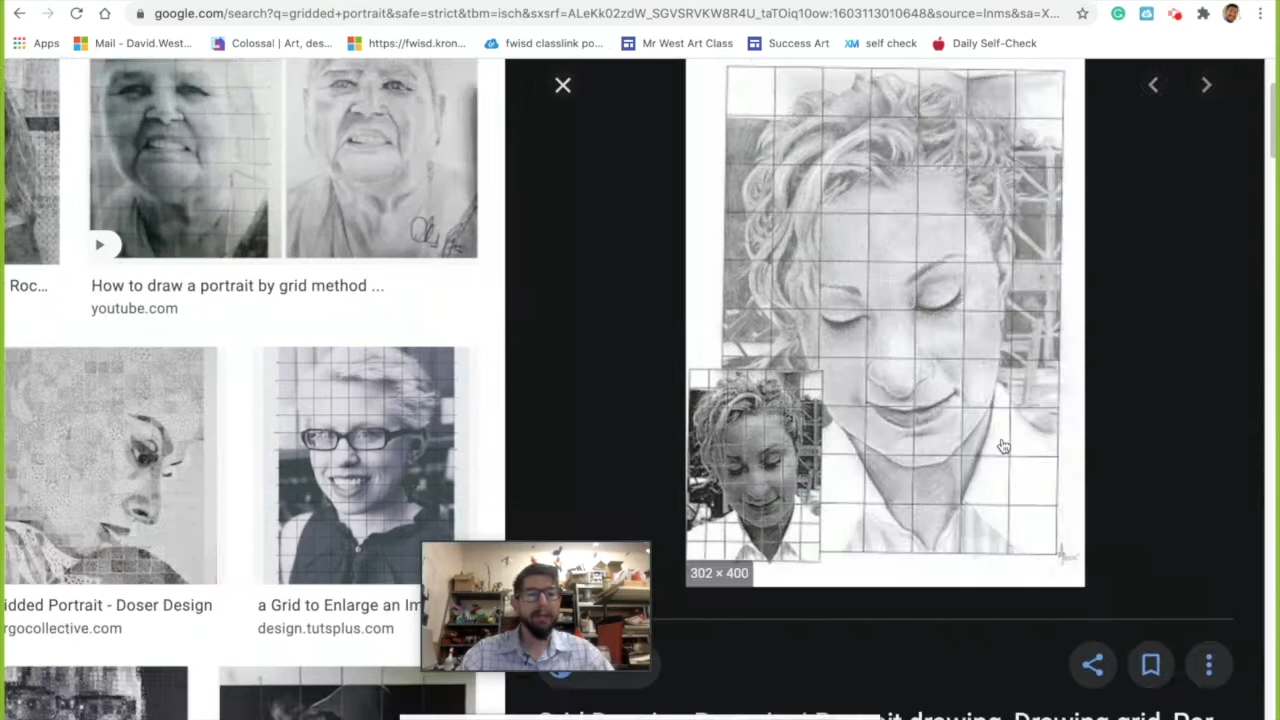 google.com/search?q=gridded+portrait&safe=strict&tbm=isch&sxsrf=ALeKk02zdW_SGVSRVKW8R4U_taTOiq10ow:1603113010648&source=lnms&sa=X...
Apps
Mail - David.West...
Colossal | Art, des...
https://fwisd.kron...
fwisd classlink po...
Mr West Art Class
Success Art
XM self check
Daily Self-Check
Roc...
How to draw a portrait by grid method ...
youtube.com
302 × 400
idded Portrait - Doser Design
rgocollective.com
a Grid to Enlarge an Im
design.tutsplus.com